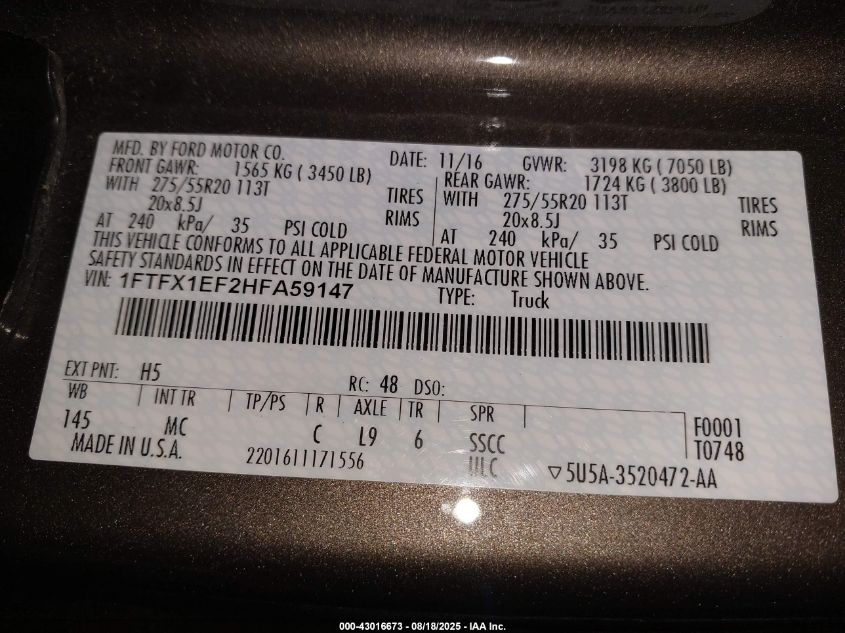 MFD. BY FORD MOTOR CO. DATE: 11/16 GVWR: 3198 KG ( 7050 LB)
FRONT GAWR: 1565 KG ( 3450 LB) REAR GAWR: 1724 KG ( 3800 LB)
WITH 275/55R20 113T TIRES WITH 275/55R20 113T TIRES
20x8.5J RIMS 20x8.5J RIMS
AT 240 kPa/ 35 PSI COLD AT 240 kPa/ 35 PSI COLD
THIS VEHICLE CONFORMS TO ALL APPLICABLE FEDERAL MOTOR VEHICLE
SAFETY STANDARDS IN EFFECT ON THE DATE OF MANUFACTURE SHOWN ABOVE.
VIN: 1FTFX1EF2HFA59147 TYPE: Truck
EXT PNT: H5 RC: 48 DSO:
WB INT TR TP/PS R AXLE TR SPR F0001
145 MC C L9 6 SSCC T0748
MADE IN U.S.A. 2201611171556 ULC ▽5U5A-3520472-AA
000-43016673 - 08/18/2025 - IAA Inc.